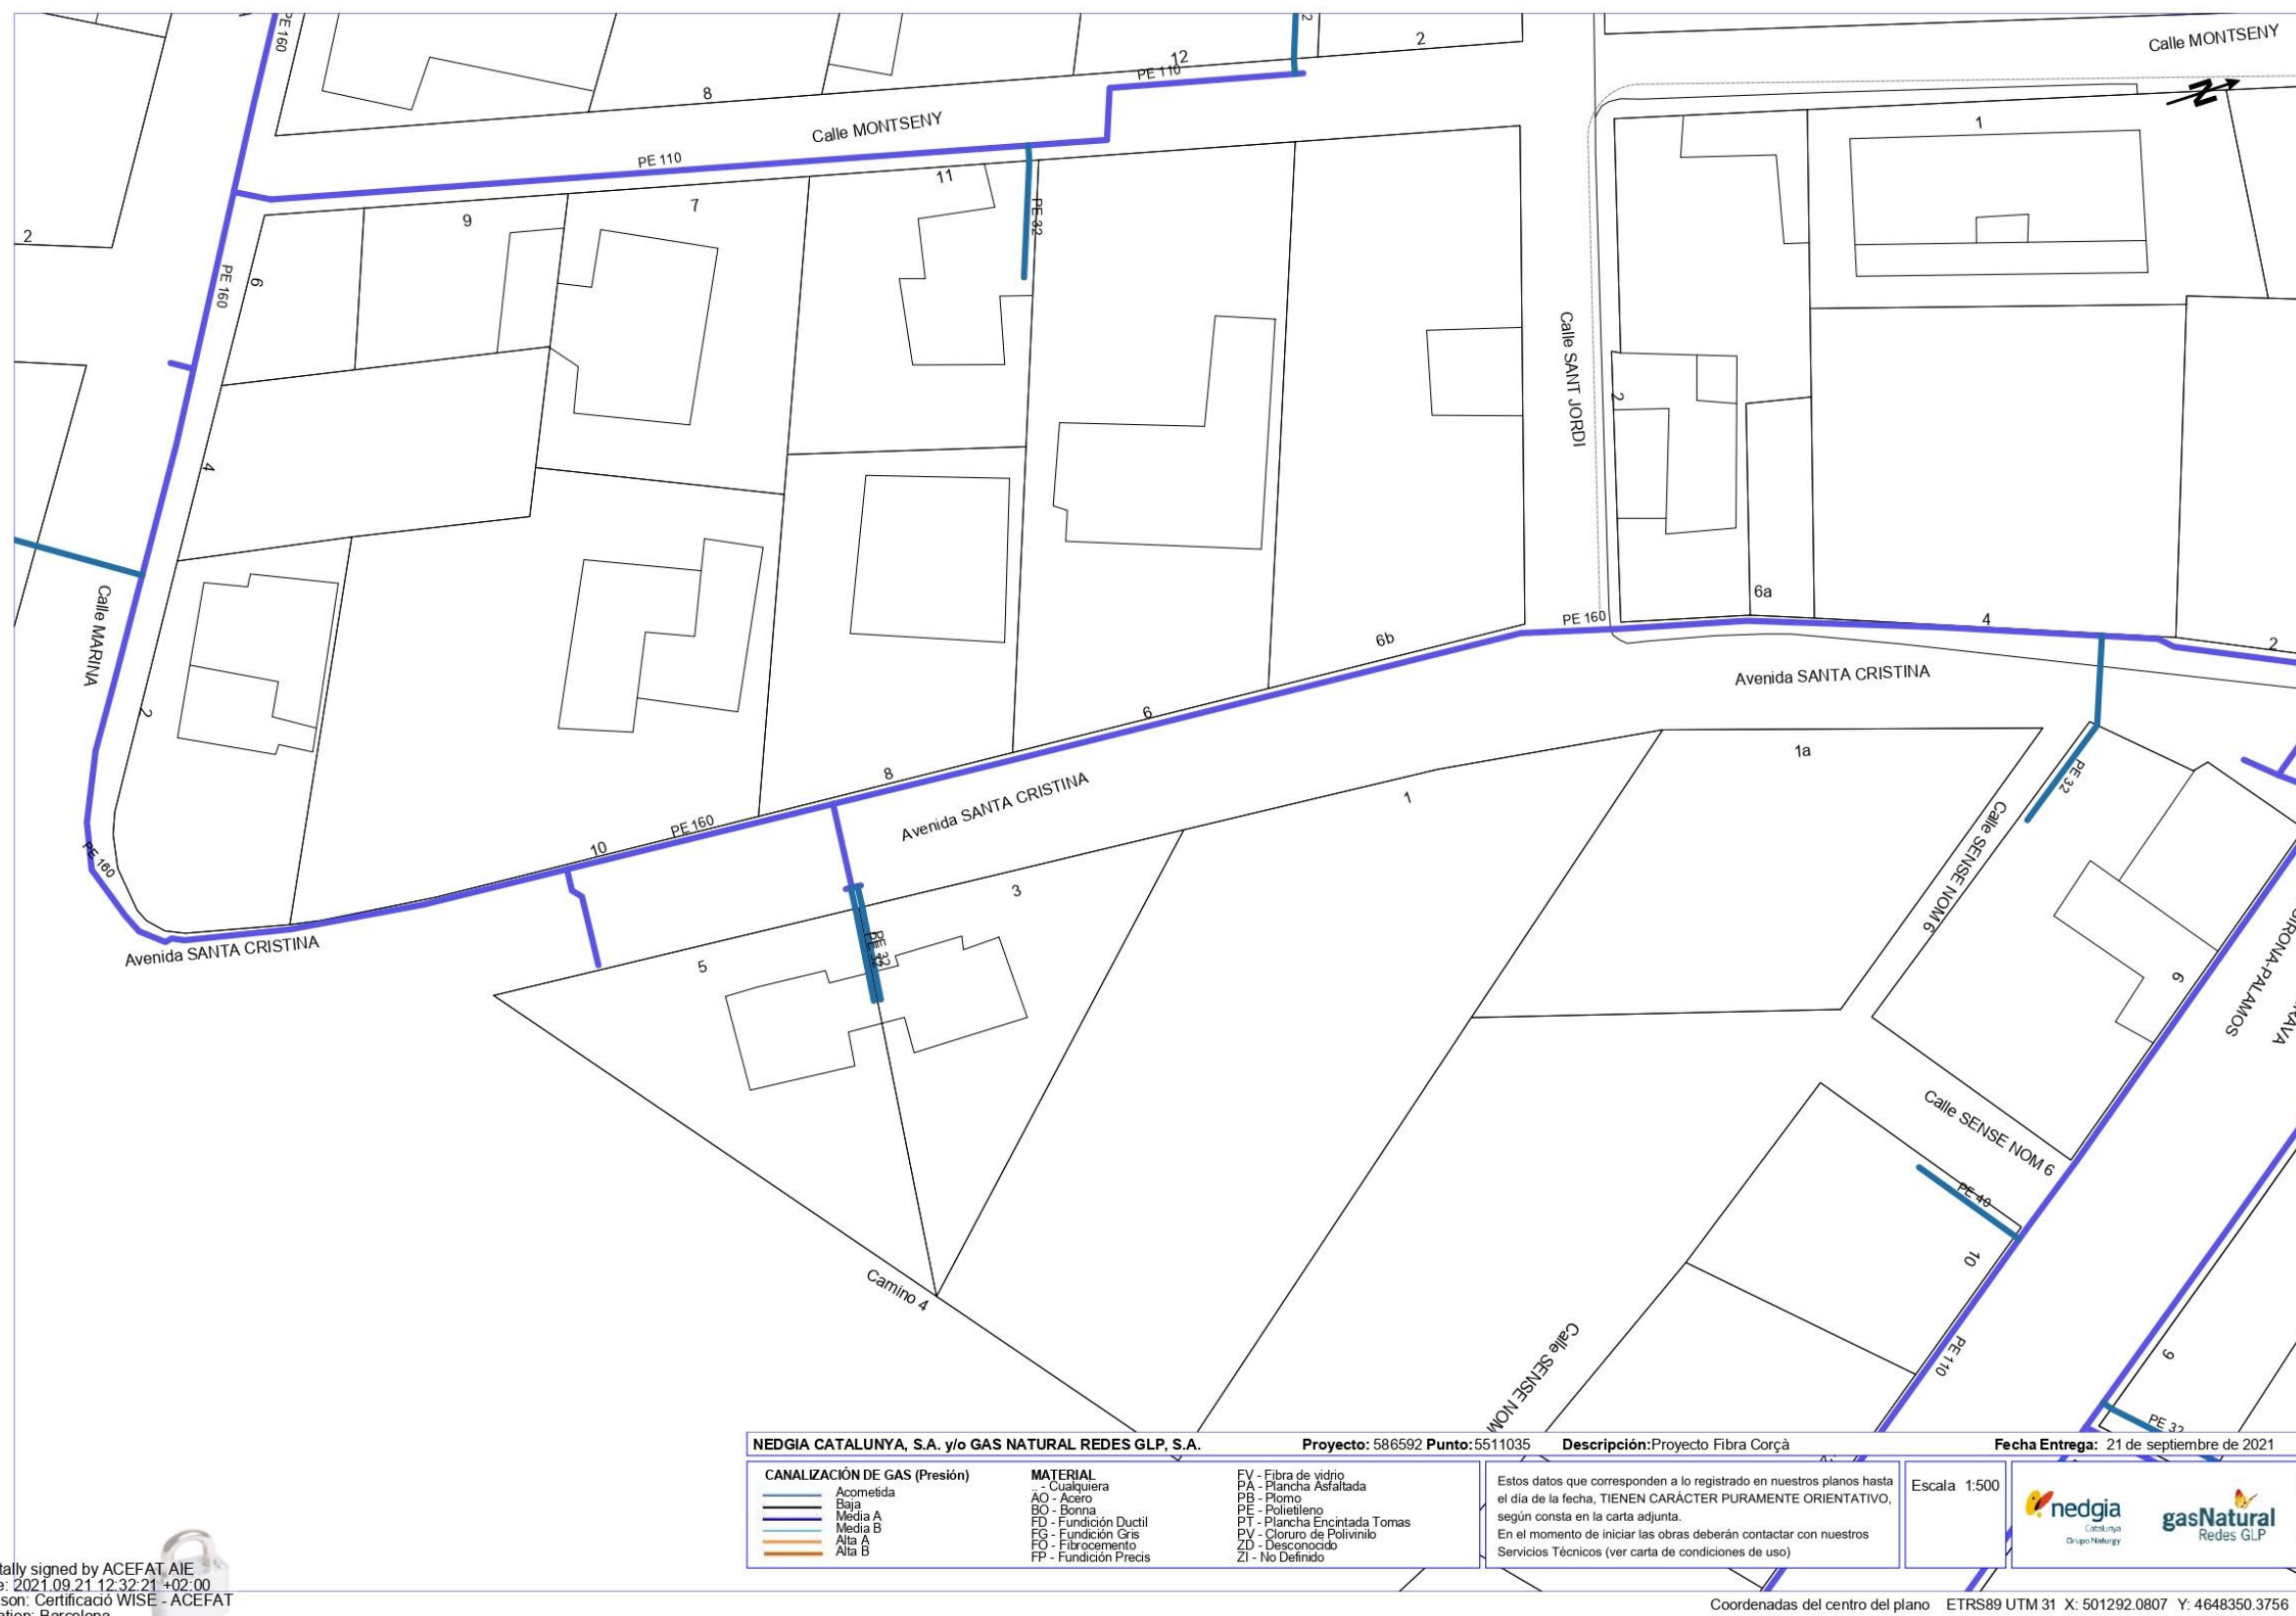 PE 160
12
2
Calle MONTSENY
PE 110
8
Calle MONTSENY
1
PE 110
11
7
9
PE 32
2
6
PE 160
Calle SANT JORDI
2
4
6a
PE 160
4
6b
2
Calle MARINA
Avenida SANTA CRISTINA
2
6
1a
8
PE 32
Avenida SANTA CRISTINA
1
PE 160
10
Calle SENSE NOM 6
PE 160
3
Avenida SANTA CRISTINA
PE 32
PE 32
5
6
GIRONA-PALAMOS
Calle SENSE NOM 6
PE 40
10
Camino 4
Calle SENSE NOM
PE 110
9
PE 32
NEDGIA CATALUNYA, S.A. y/o GAS NATURAL REDES GLP, S.A. Proyecto: 586592 Punto:5511035 Descripción:Proyecto Fibra Corçà Fecha Entrega: 21 de septiembre de 2021
CANALIZACIÓN DE GAS (Presión)
Acometida
Baja
Media A
Media B
Alta A
Alta B
MATERIAL
.. - Cualquiera
AO - Acero
BO - Bonna
FD - Fundición Ductil
FG - Fundición Gris
FO - Fibrocemento
FP - Fundición Precis
FV - Fibra de vidrio
PA - Plancha Asfaltada
PB - Plomo
PE - Polietileno
PT - Plancha Encintada Tomas
PV - Cloruro de Polivinilo
ZD - Desconocido
ZI - No Definido
Estos datos que corresponden a lo registrado en nuestros planos hasta
el día de la fecha, TIENEN CARÁCTER PURAMENTE ORIENTATIVO,
según consta en la carta adjunta.
En el momento de iniciar las obras deberán contactar con nuestros
Servicios Técnicos (ver carta de condiciones de uso)
Escala 1:500
nedgia
Catalunya
Grupo Naturgy
gasNatural
Redes GLP
tally signed by ACEFAT AIE
e: 2021.09.21 12:32:21 +02:00
son: Certificació WISE - ACEFAT
ation: Barcelona
Coordenadas del centro del plano ETRS89 UTM 31 X: 501292.0807 Y: 4648350.3756